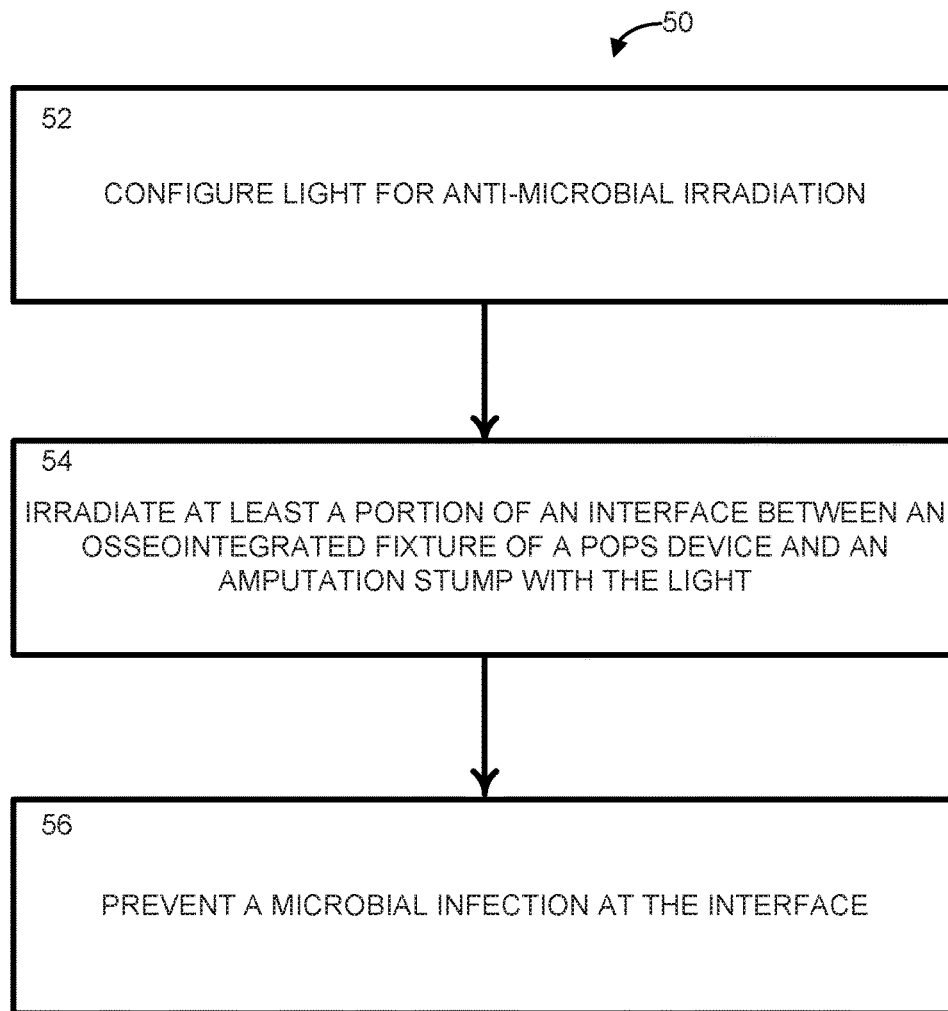 50
52
CONFIGURE LIGHT FOR ANTI-MICROBIAL IRRADIATION
54
IRRADIATE AT LEAST A PORTION OF AN INTERFACE BETWEEN AN
OSSEOINTEGRATED FIXTURE OF A POPS DEVICE AND AN
AMPUTATION STUMP WITH THE LIGHT
56
PREVENT A MICROBIAL INFECTION AT THE INTERFACE